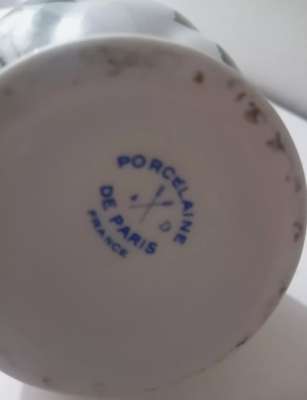 PORCELAINE
D
DE PARIS
FRANCE